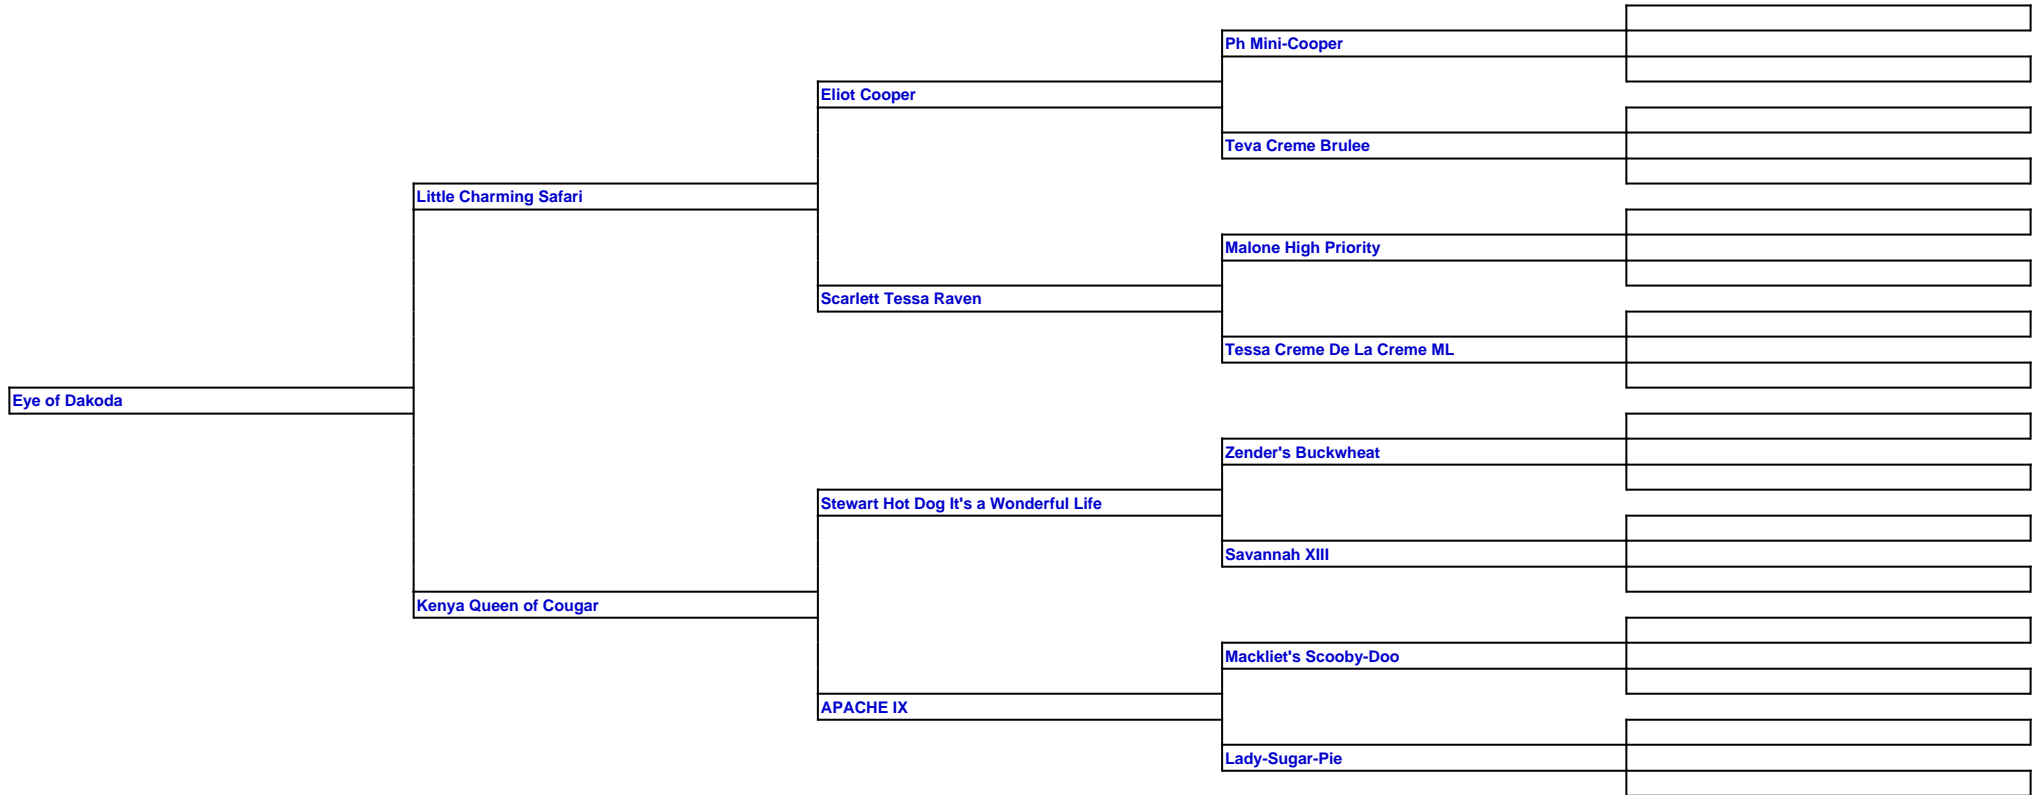 Ph Mini-Cooper
Eliot Cooper
Teva Creme Brulee
Little Charming Safari
Malone High Priority
Scarlett Tessa Raven
Tessa Creme De La Creme ML
Eye of Dakoda
Zender's Buckwheat
Stewart Hot Dog It's a Wonderful Life
Savannah XIII
Kenya Queen of Cougar
Mackliet's Scooby-Doo
APACHE IX
Lady-Sugar-Pie